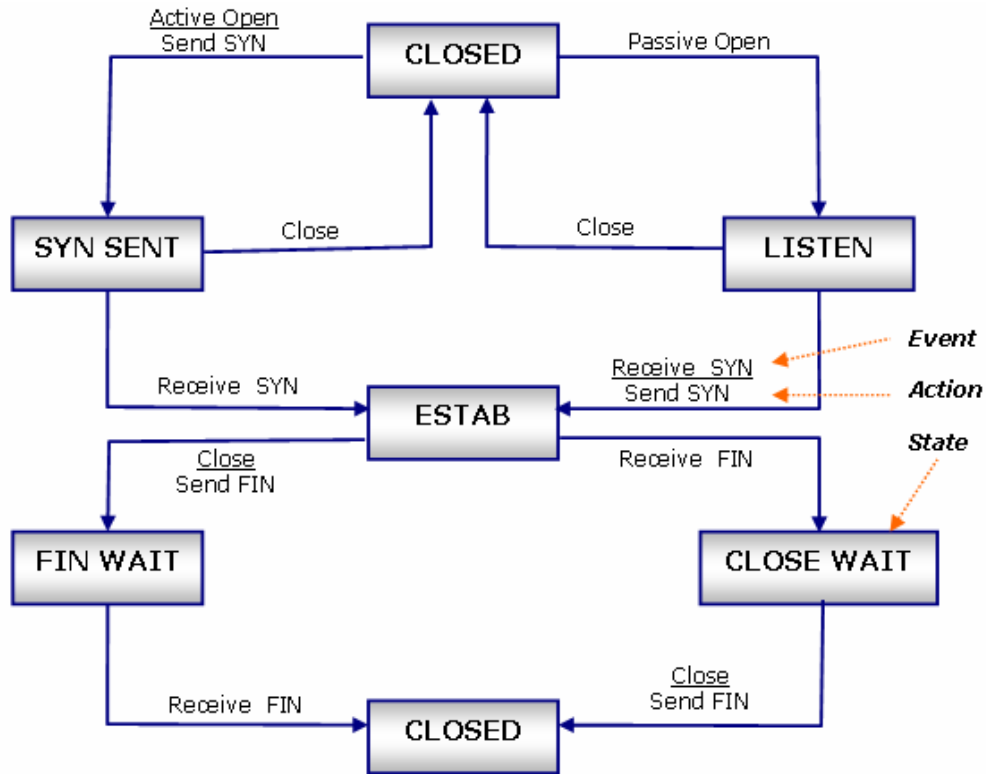 Active Open
Send SYN
CLOSED
Passive Open
SYN SENT
Close
Close
LISTEN
Event
Receive SYN
Receive SYN
Send SYN
Action
ESTAB
State
Close
Send FIN
Receive FIN
FIN WAIT
CLOSE WAIT
Receive FIN
Close
Send FIN
CLOSED